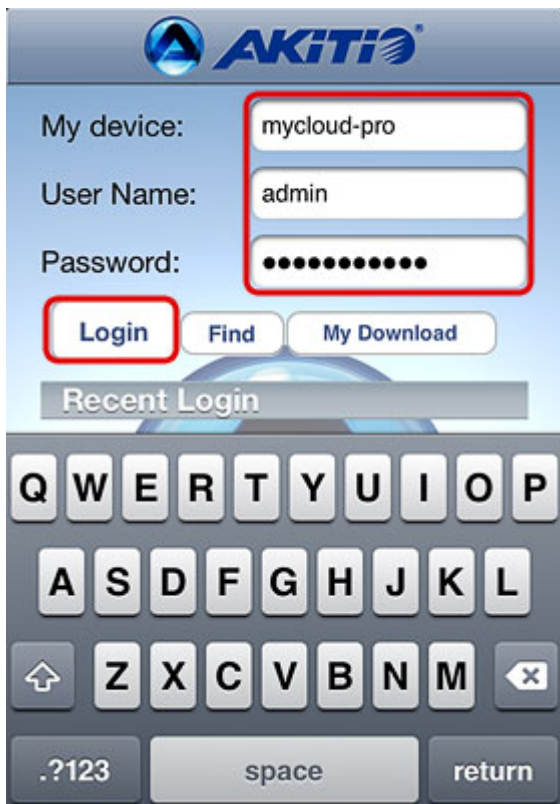 AKiTiO
My device: mycloud-pro
User Name: admin
Password: ●●●●●●●●●●●
Login Find My Download
Recent Login
Q W E R T Y U I O P
A S D F G H J K L
Z X C V B N M
.?123 space return